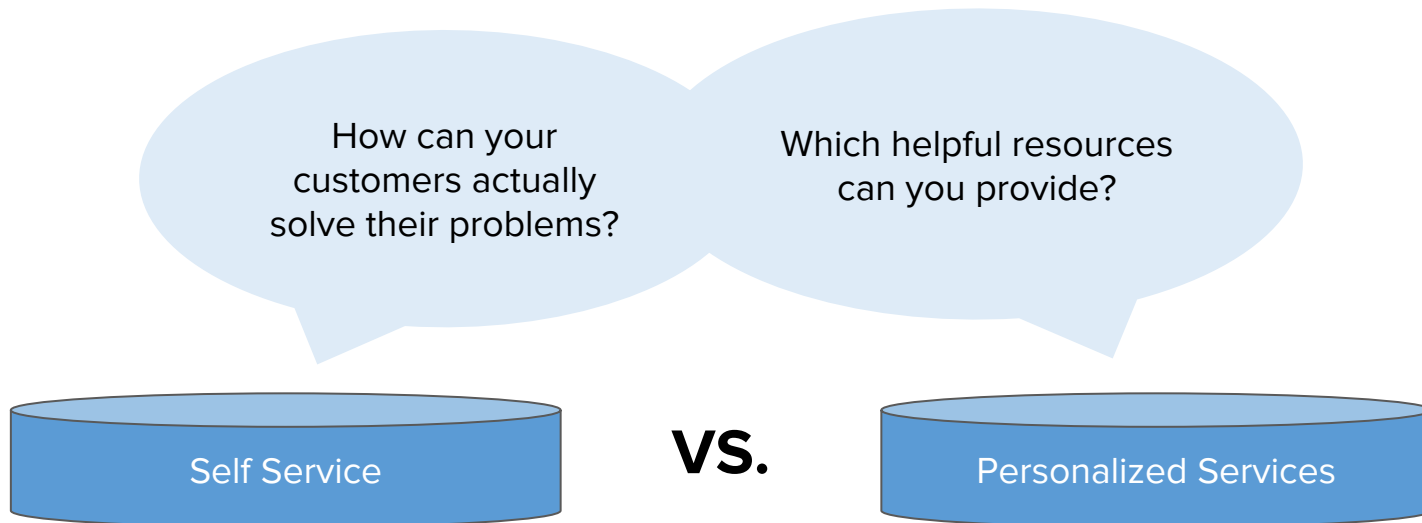 How can your
customers actually
solve their problems?
Which helpful resources
can you provide?
Self Service
VS.
Personalized Services